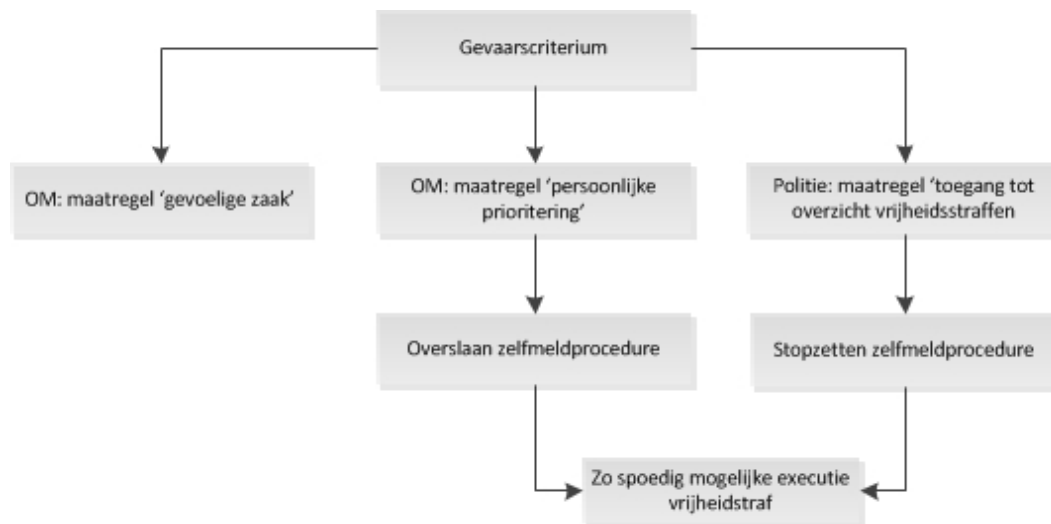 Gevaarscriterium
OM: maatregel ‘gevoelige zaak’
OM: maatregel ‘persoonlijke
prioritering’
Politie: maatregel ‘toegang tot
overzicht vrijheidsstraffen
Overslaan zelfmeldprocedure
Stopzetten zelfmeldprocedure
Zo spoedig mogelijke executie
vrijheidstraf